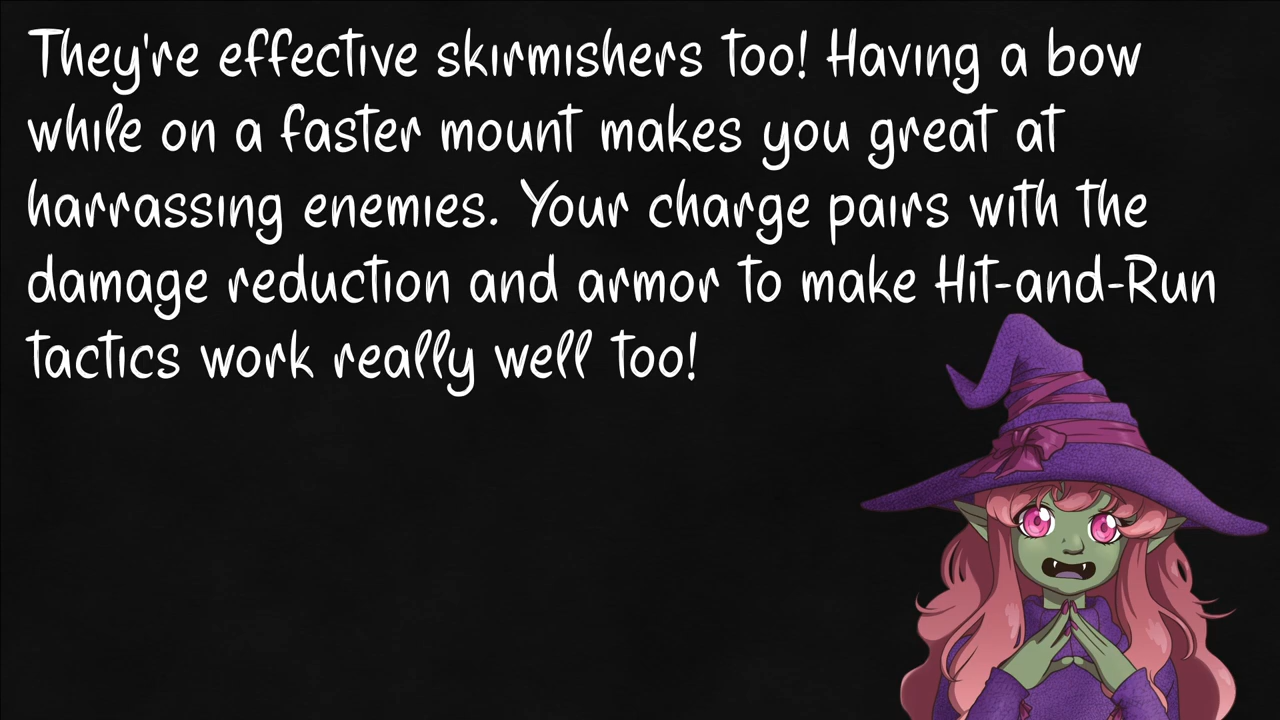 They're effective skirmishers too! Having a bow
while on a faster mount makes you great at
harrassing enemies. Your charge pairs with the
damage reduction and armor to make Hit-and-Run
tactics work really well too!